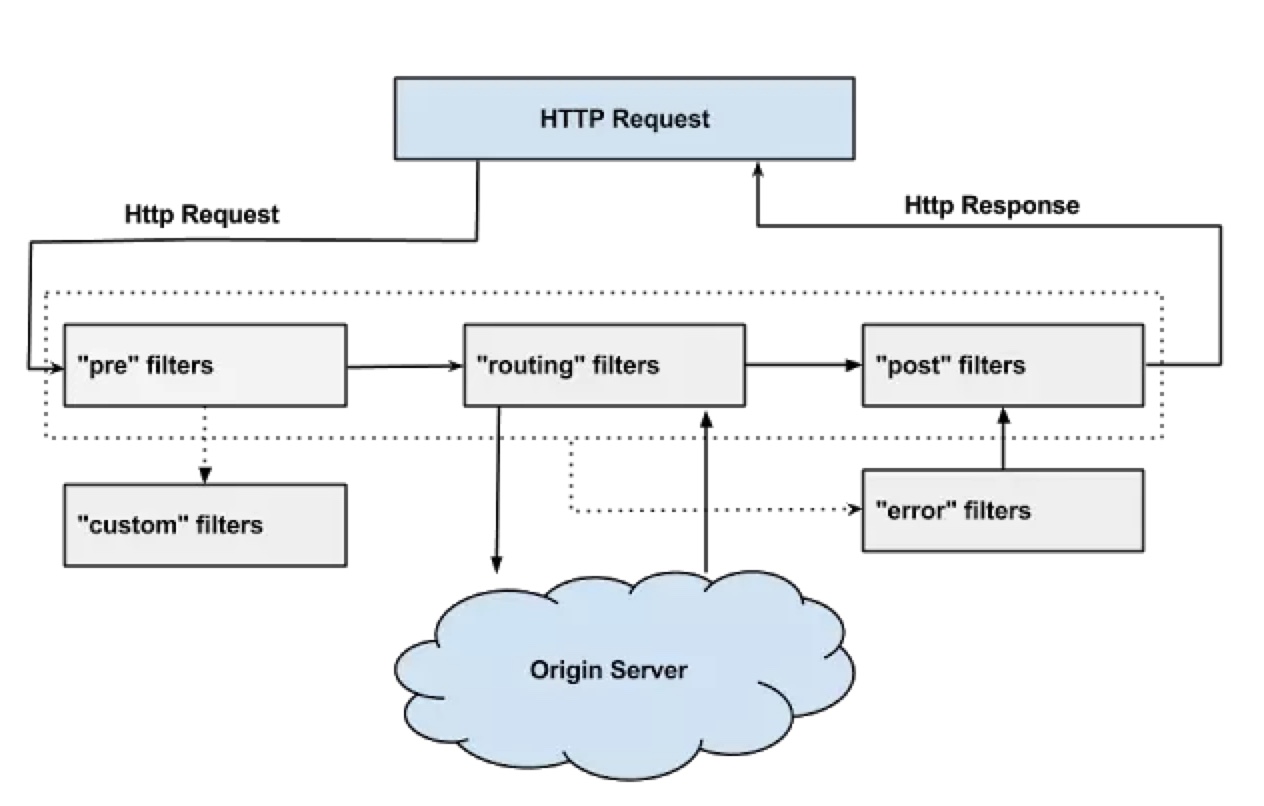 HTTP Request
Http Request
Http Response
"pre" filters
"routing" filters
"post" filters
"custom" filters
"error" filters
Origin Server